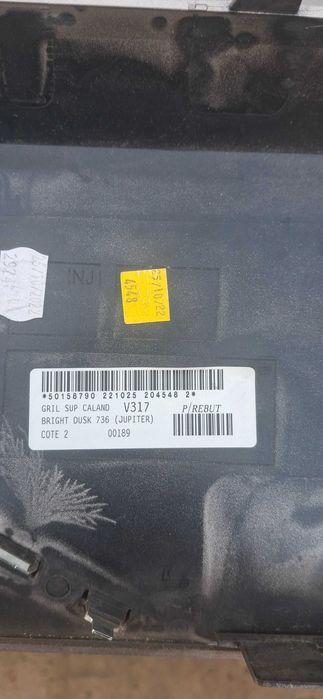 INJ1
25/10/22
4548
*50158790 221025 204548 2*
GRIL SUP CALAND V317 P/REBUT
BRIGHT DUSK 736 (JUPITER)
COTE 2 00189